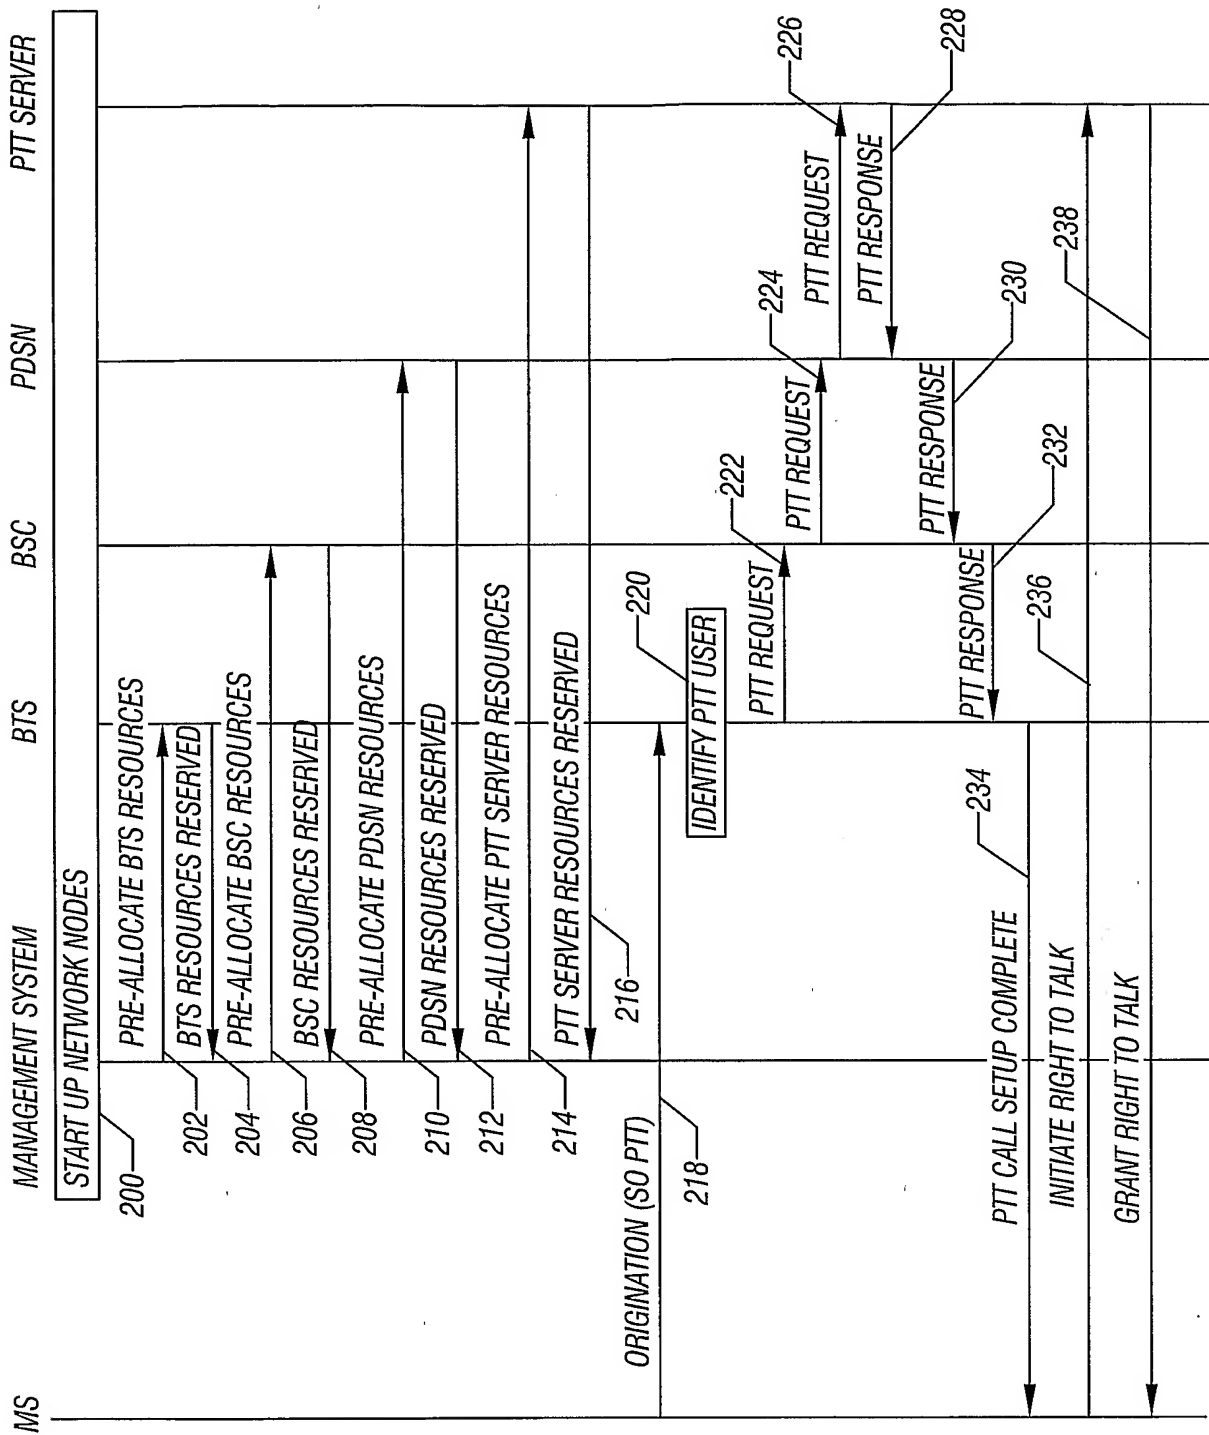 MS
MANAGEMENT SYSTEM
BTS
BSC
PDSN
PTT SERVER
START UP NETWORK NODES
200
PRE-ALLOCATE BTS RESOURCES
202
BTS RESOURCES RESERVED
204
PRE-ALLOCATE BSC RESOURCES
206
BSC RESOURCES RESERVED
208
PRE-ALLOCATE PDSN RESOURCES
210
PDSN RESOURCES RESERVED
212
PRE-ALLOCATE PTT SERVER RESOURCES
214
PTT SERVER RESOURCES RESERVED
216
ORIGINATION (SO PTT)
218
220
IDENTIFY PTT USER
PTT REQUEST
222
PTT REQUEST
224
PTT REQUEST
226
PTT RESPONSE
228
PTT RESPONSE
230
PTT RESPONSE
232
PTT CALL SETUP COMPLETE
234
INITIATE RIGHT TO TALK
236
GRANT RIGHT TO TALK
238